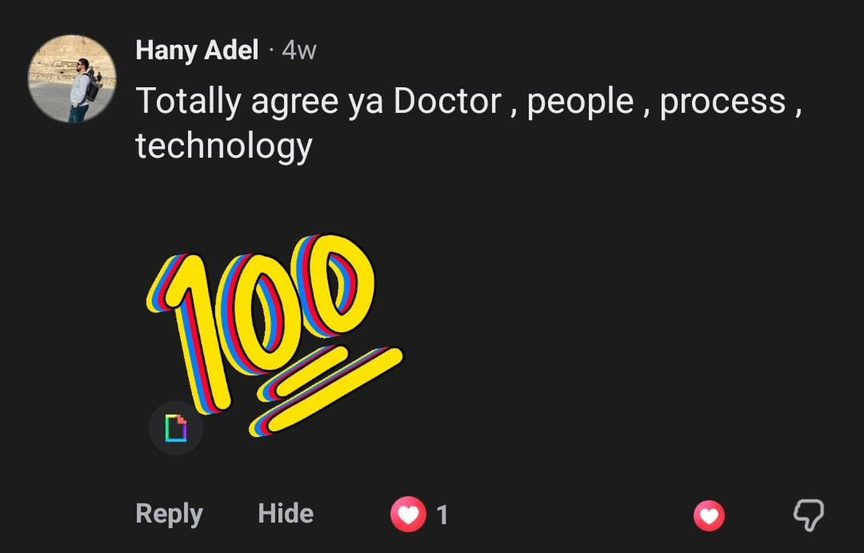 Hany Adel · 4w
Totally agree ya Doctor , people , process ,
technology
100
Reply Hide 1